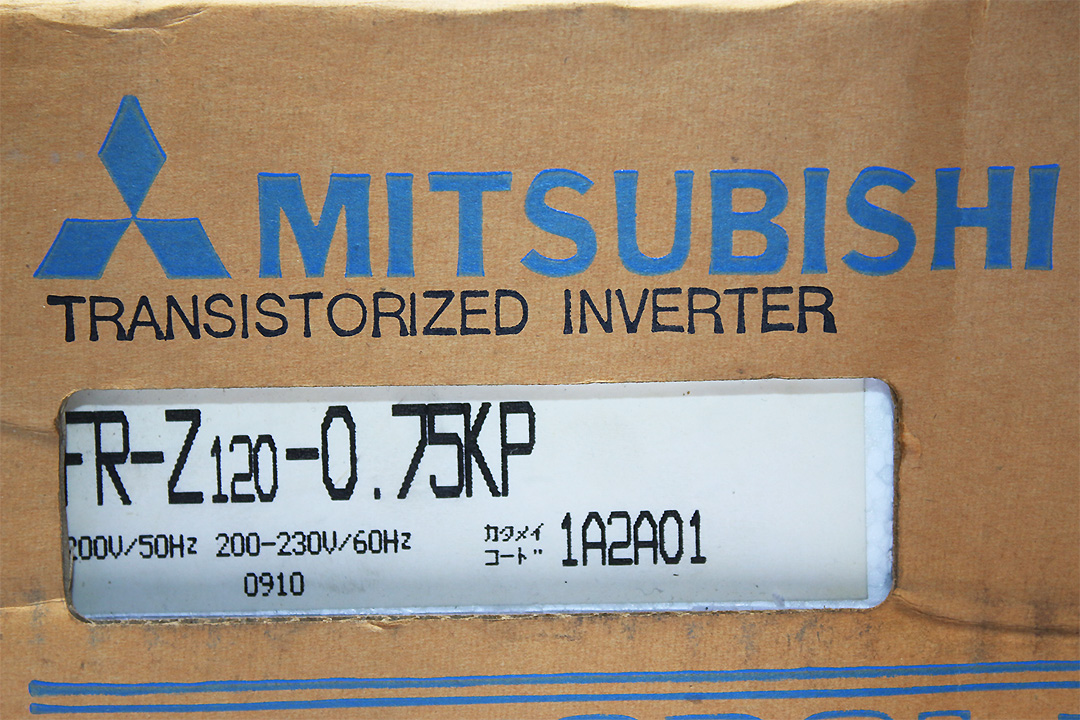 MITSUBISHI
TRANSISTORIZED INVERTER
FR-Z120-0.75KP
200V/50Hz 200-230V/60Hz
カタメイ
コード 1A2A01
0910